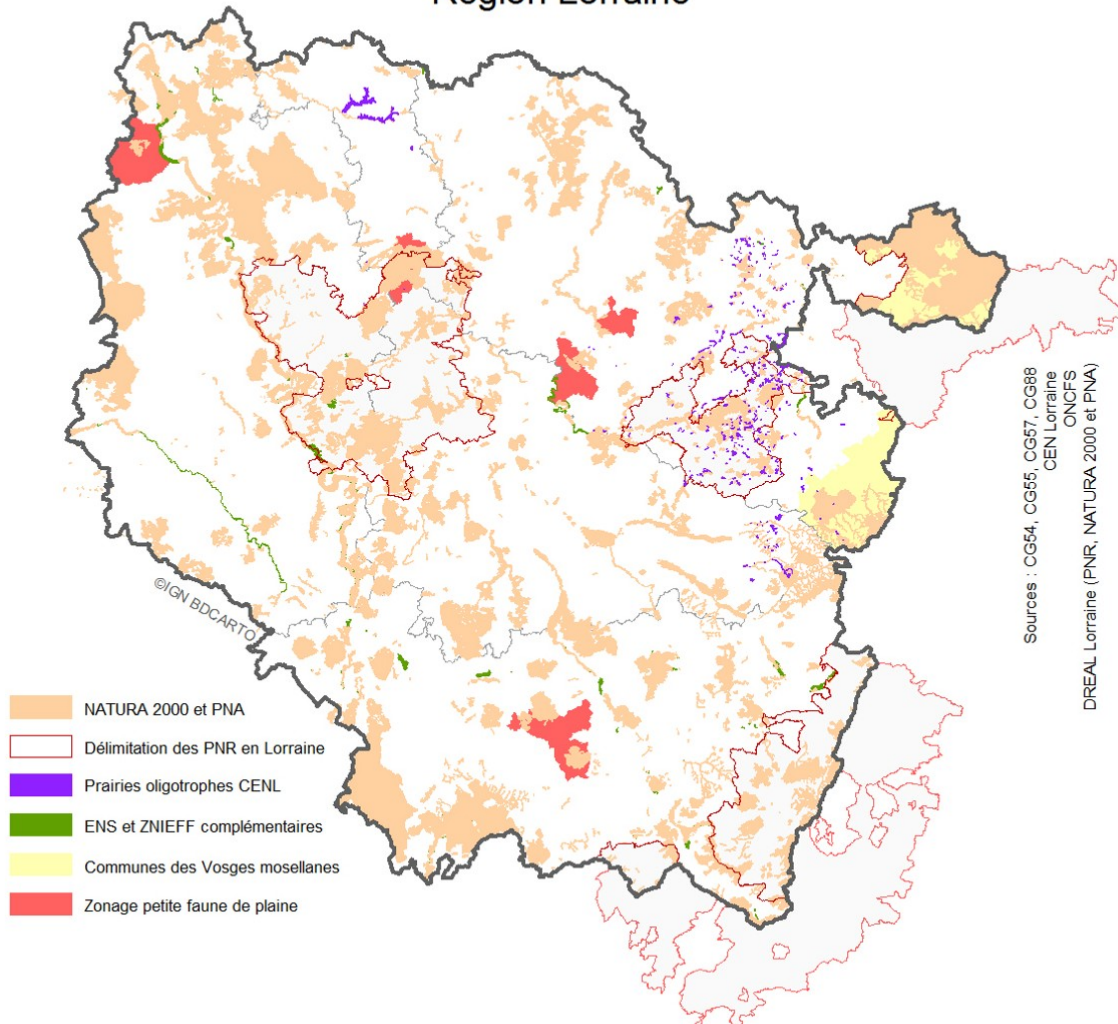 Région Lorraine
©IGN BDCARTO
NATURA 2000 et PNA
Délimitation des PNR en Lorraine
Prairies oligotrophes CENL
ENS et ZNIEFF complémentaires
Communes des Vosges mosellanes
Zonage petite faune de plaine
Sources : CG54, CG55, CG57, CG88
CEN Lorraine
ONCFS
DREAL Lorraine (PNR, NATURA 2000 et PNA)